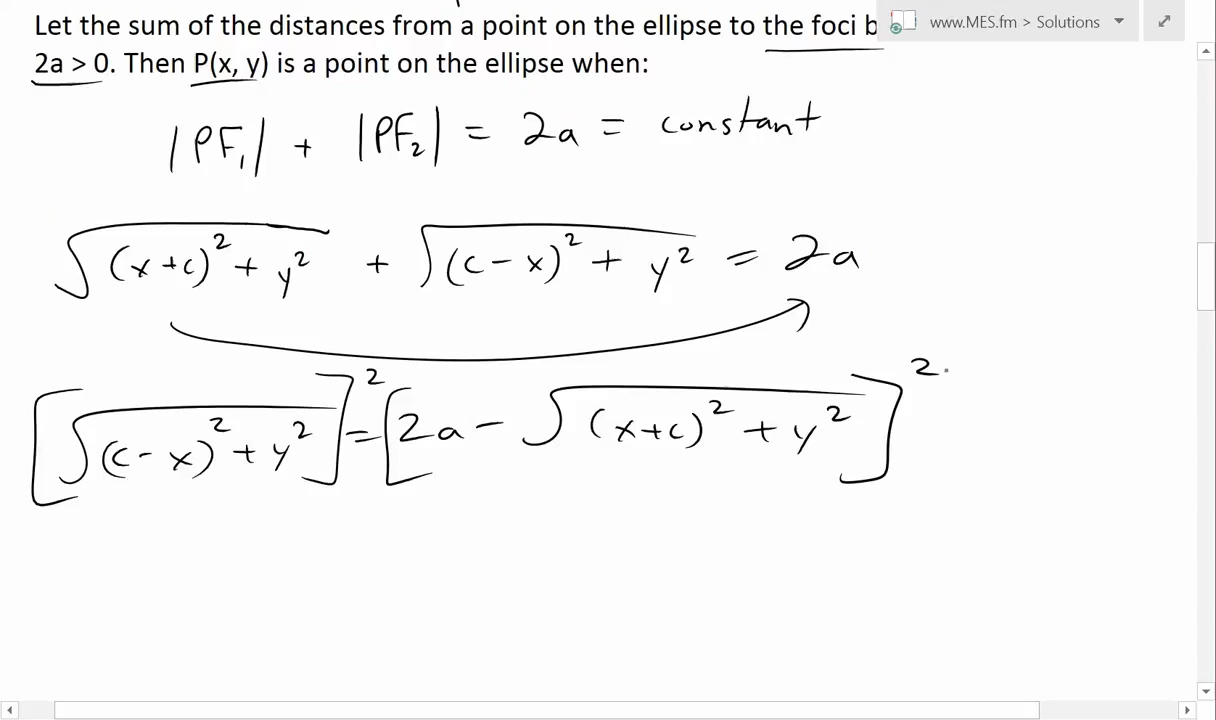 Let the sum of the distances from a point on the ellipse to the foci b
www.MES.fm > Solutions
2a > 0. Then P(x, y) is a point on the ellipse when:
|PF₁| + |PF₂| = 2a = constant
√((x+c)² + y²) + √((c-x)² + y²) = 2a
[√((c-x)² + y²)]² = [2a - √((x+c)² + y²)]²